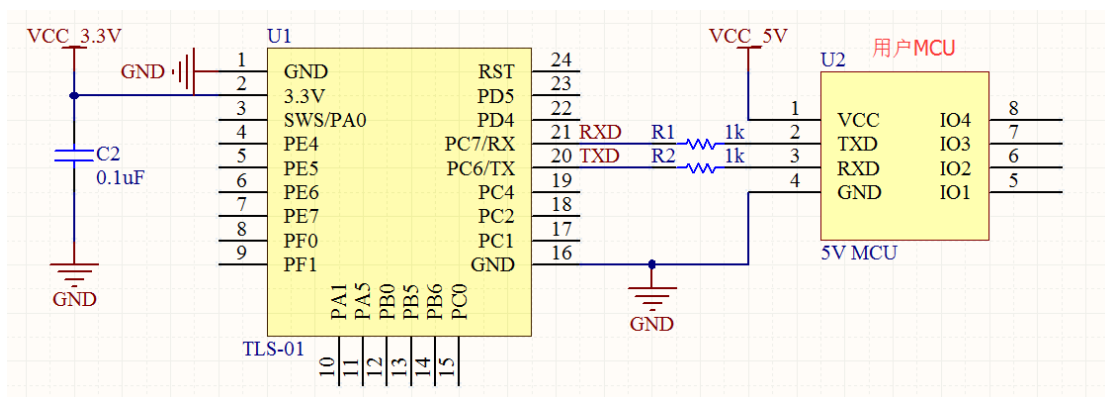 VCC_3.3V
GND
C2
0.1uF
GND
U1
1 GND
2 3.3V
3 SWS/PA0
4 PE4
5 PE5
6 PE6
7 PE7
8 PF0
9 PF1
RST 24
PD5 23
PD4 22
PC7/RX 21 RXD R1 1k
PC6/TX 20 TXD R2 1k
PC4 19
PC2 18
PC1 17
GND 16
PA1 PA5 PB0 PB5 PB6 PC0
10 11 12 13 14 15
TLS-01
GND
VCC_5V
用户MCU
U2
1 VCC IO4 8
2 TXD IO3 7
3 RXD IO2 6
4 GND IO1 5
5V MCU